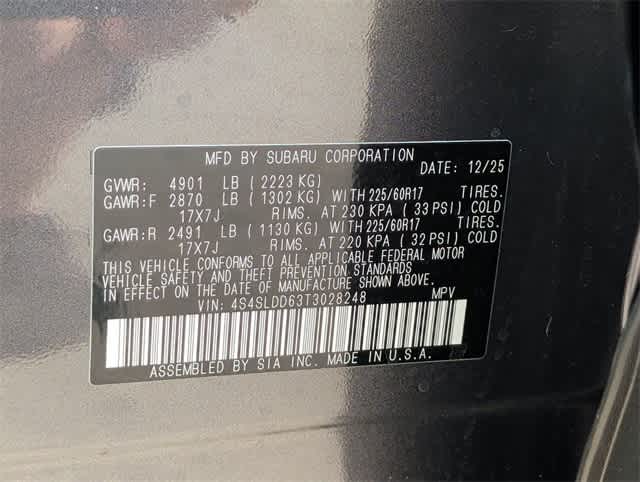 MFD BY SUBARU CORPORATION DATE: 12/25
GVWR: 4901 LB ( 2223 KG)
GAWR:F 2870 LB ( 1302 KG) WITH 225/60R17 TIRES.
17X7J RIMS. AT 230 KPA ( 33 PSI) COLD
GAWR:R 2491 LB ( 1130 KG) WITH 225/60R17 TIRES.
17X7J RIMS. AT 220 KPA ( 32 PSI) COLD
THIS VEHICLE CONFORMS TO ALL APPLICABLE FEDERAL MOTOR
VEHICLE SAFETY AND THEFT PREVENTION STANDARDS
IN EFFECT ON THE DATE OF MANUFACTURE SHOWN ABOVE.
VIN: 4S4SLDD63T3028248 MPV
ASSEMBLED BY SIA INC. MADE IN U.S.A.